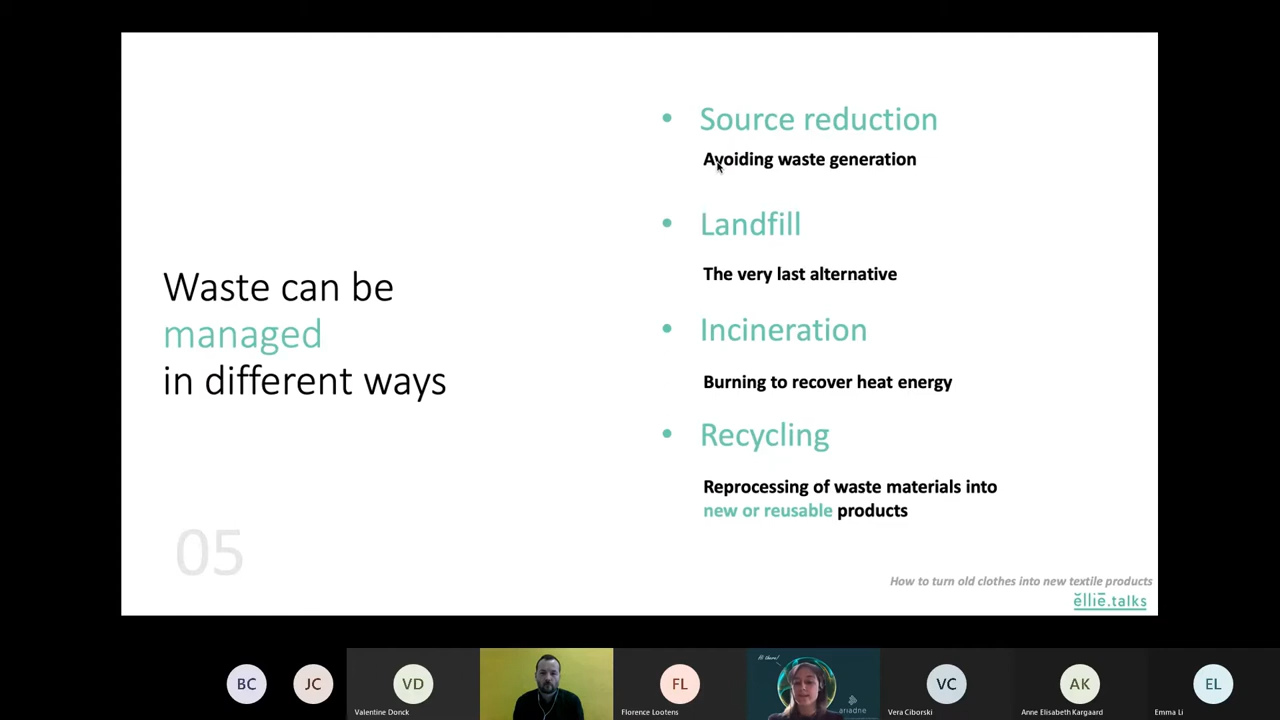 Waste can be
managed
in different ways
05
• Source reduction
Avoiding waste generation
• Landfill
The very last alternative
• Incineration
Burning to recover heat energy
• Recycling
Reprocessing of waste materials into
new or reusable products
How to turn old clothes into new textile products
ĕlliē.talks
BC
JC
VD
Valentine Donck
FL
Florence Lootens
Hi there!
ariadne
VC
Vera Ciborski
AK
Anne Elisabeth Kargaard
EL
Emma Li